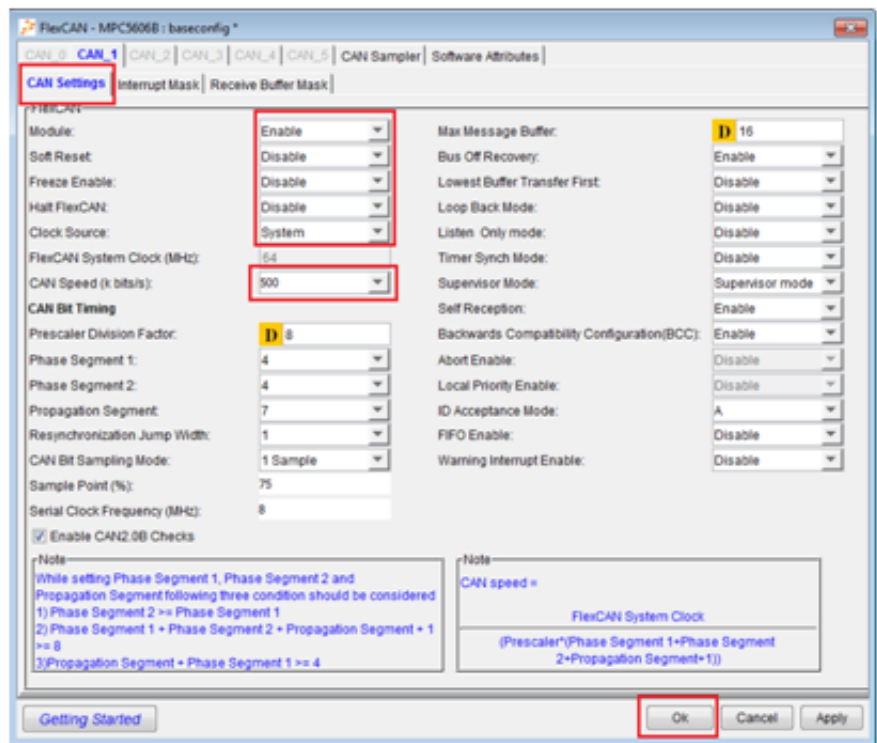 FlexCAN - MPC5606B : baseconfig *
CAN_0 CAN_1 CAN_2 CAN_3 CAN_4 CAN_5 CAN Sampler Software Attributes
CAN Settings Interrupt Mask Receive Buffer Mask
FlexCAN
Module: Enable
Soft Reset: Disable
Freeze Enable: Disable
Halt FlexCAN: Disable
Clock Source: System
FlexCAN System Clock (MHz): 64
CAN Speed (k bits/s): 500
CAN Bit Timing
Prescaler Division Factor: D 8
Phase Segment 1: 4
Phase Segment 2: 4
Propagation Segment: 7
Resynchronization Jump Width: 1
CAN Bit Sampling Mode: 1 Sample
Sample Point (%): 75
Serial Clock Frequency (MHz): 8
Enable CAN2.0B Checks
Max Message Buffer: D 16
Bus Off Recovery: Enable
Lowest Buffer Transfer First: Disable
Loop Back Mode: Disable
Listen Only mode: Disable
Timer Synch Mode: Disable
Supervisor Mode: Supervisor mode
Self Reception: Enable
Backwards Compatibility Configuration(BCC): Enable
Abort Enable: Disable
Local Priority Enable: Disable
ID Acceptance Mode: A
FIFO Enable: Disable
Warning Interrupt Enable: Disable
Note
While setting Phase Segment 1, Phase Segment 2 and
Propagation Segment following three condition should be considered
1) Phase Segment 2 >= Phase Segment 1
2) Phase Segment 1 + Phase Segment 2 + Propagation Segment + 1
>= 8
3)Propagation Segment + Phase Segment 1 >= 4
Note
CAN speed =
FlexCAN System Clock
(Prescaler*(Phase Segment 1+Phase Segment
2+Propagation Segment+1))
Getting Started
Ok Cancel Apply